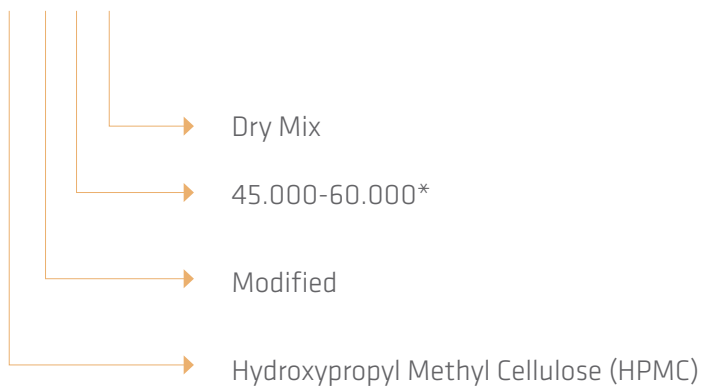 Dry Mix
45.000-60.000*
Modified
Hydroxypropyl Methyl Cellulose (HPMC)